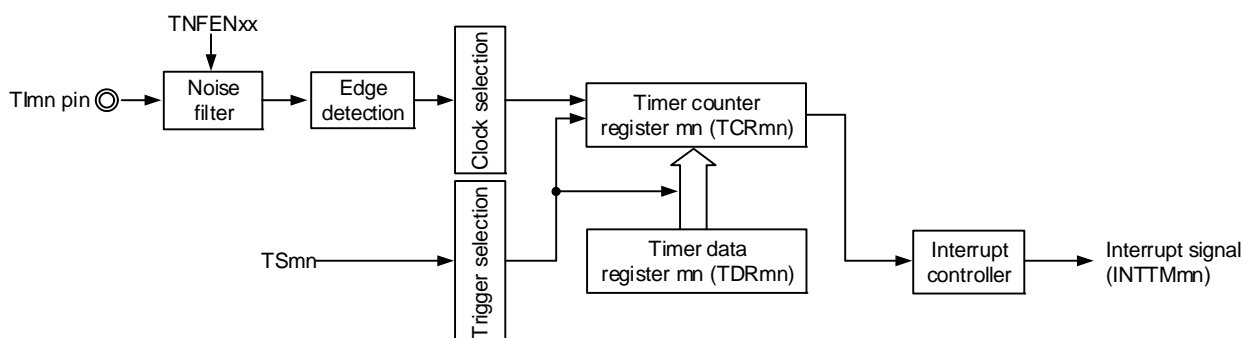 TNFENxx
TImn pin
Noise
filter
Edge
detection
Clock selection
Timer counter
register mn (TCRmn)
TSmn
Trigger selection
Timer data
register mn (TDRmn)
Interrupt
controller
Interrupt signal
(INTTMmn)